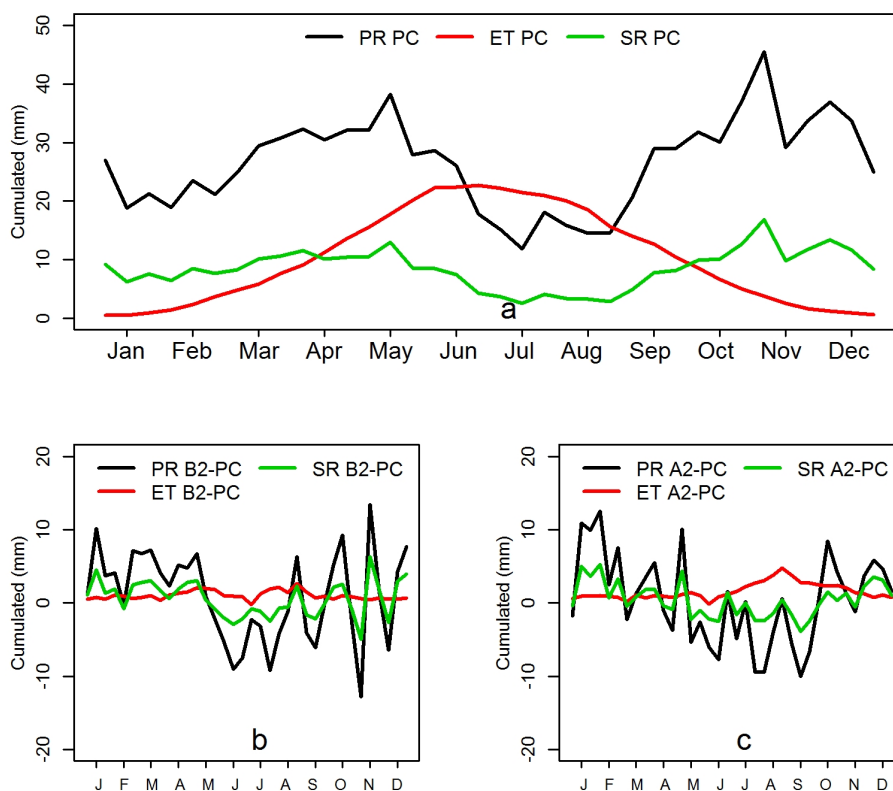 PR PC ET PC SR PC
Cumulated (mm)
50
40
30
20
10
0
a
Jan Feb Mar Apr May Jun Jul Aug Sep Oct Nov Dec
PR B2-PC SR B2-PC
ET B2-PC
Cumulated (mm)
20
10
0
-10
-20
b
J F M A M J J A S O N D
PR A2-PC SR A2-PC
ET A2-PC
Cumulated (mm)
20
10
0
-10
-20
c
J F M A M J J A S O N D